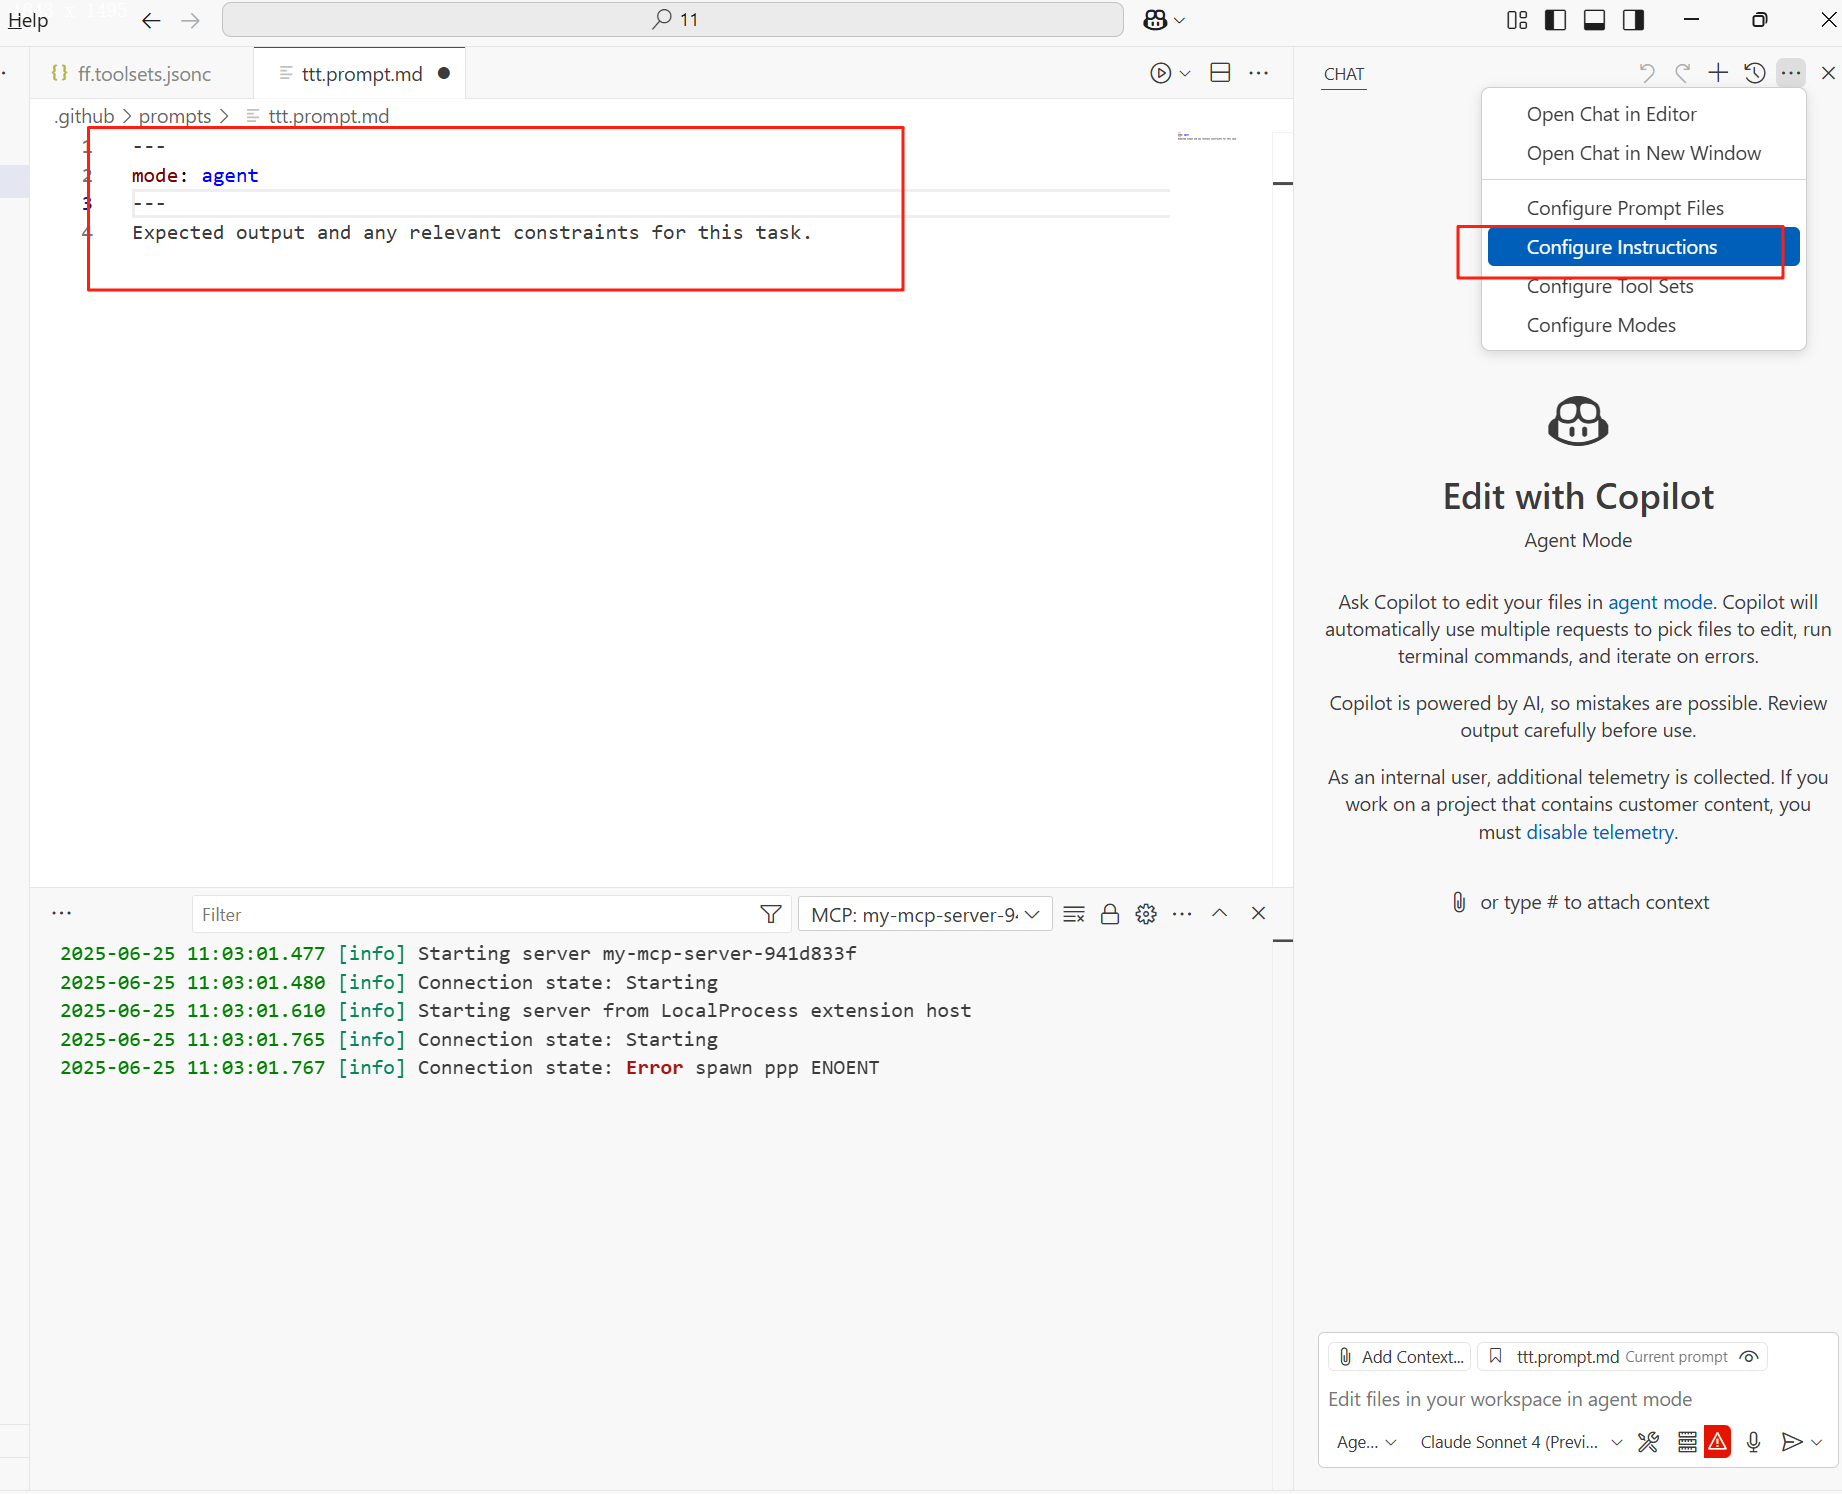 Help
11
ff.toolsets.jsonc
ttt.prompt.md
CHAT
.github > prompts > ttt.prompt.md
1 ---
2 mode: agent
3 ---
4 Expected output and any relevant constraints for this task.
Open Chat in Editor
Open Chat in New Window
Configure Prompt Files
Configure Instructions
Configure Tool Sets
Configure Modes
Edit with Copilot
Agent Mode
Ask Copilot to edit your files in agent mode. Copilot will
automatically use multiple requests to pick files to edit, run
terminal commands, and iterate on errors.
Copilot is powered by AI, so mistakes are possible. Review
output carefully before use.
As an internal user, additional telemetry is collected. If you
work on a project that contains customer content, you
must disable telemetry.
or type # to attach context
Filter
MCP: my-mcp-server-94
2025-06-25 11:03:01.477 [info] Starting server my-mcp-server-941d833f
2025-06-25 11:03:01.480 [info] Connection state: Starting
2025-06-25 11:03:01.610 [info] Starting server from LocalProcess extension host
2025-06-25 11:03:01.765 [info] Connection state: Starting
2025-06-25 11:03:01.767 [info] Connection state: Error spawn ppp ENOENT
Add Context...
ttt.prompt.md Current prompt
Edit files in your workspace in agent mode
Age...
Claude Sonnet 4 (Previ...